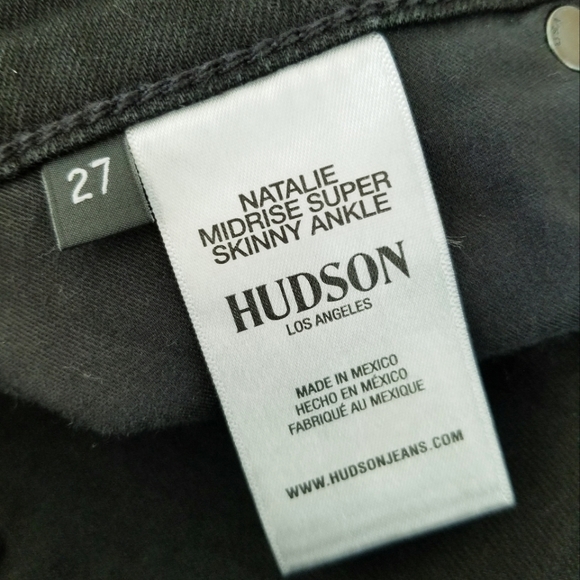 27
NATALIE
MIDRISE SUPER
SKINNY ANKLE
HUDSON
LOS ANGELES
MADE IN MEXICO
HECHO EN MÉXICO
FABRIQUÉ AU MEXIQUE
WWW.HUDSONJEANS.COM